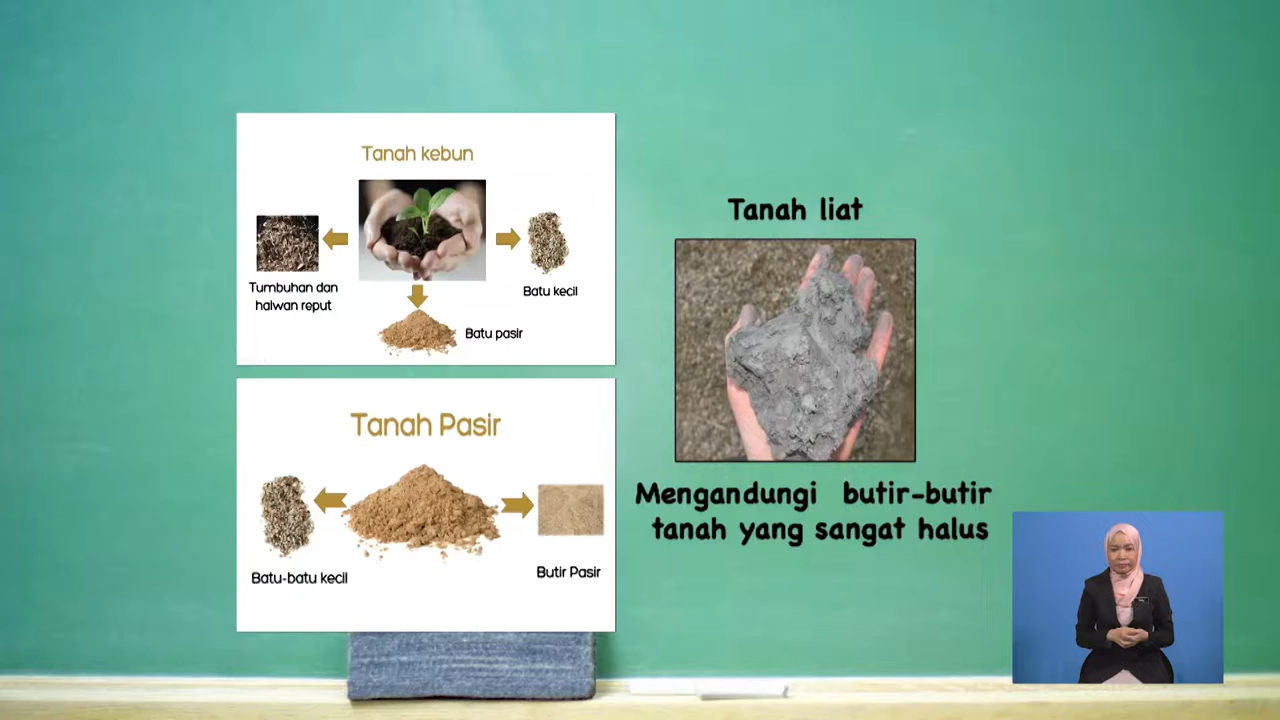 Tanah kebun
Tumbuhan dan
haiwan reput
Batu kecil
Batu pasir
Tanah Pasir
Batu-batu kecil
Butir Pasir
Tanah liat
Mengandungi butir-butir
tanah yang sangat halus